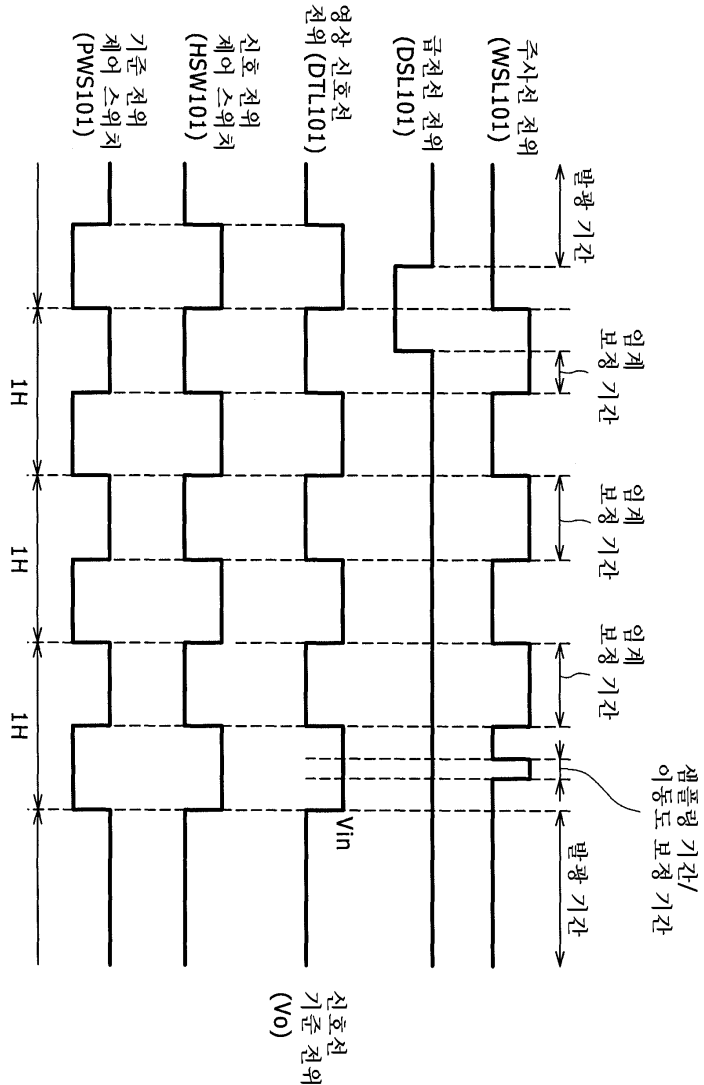 발광 기간
임계
보정 기간
임계
보정 기간
임계
보정 기간
샘플링 기간/
이동도 보정 기간
발광 기간
주사선 전위
(WSL101)
급전선 전위
(DSL101)
영상 신호선
전위 (DTL101)
Vin
신호선
기준 전위
(Vo)
신호 전위
제어 스위치
(HSW101)
기준 전위
제어 스위치
(PWS101)
1H
1H
1H